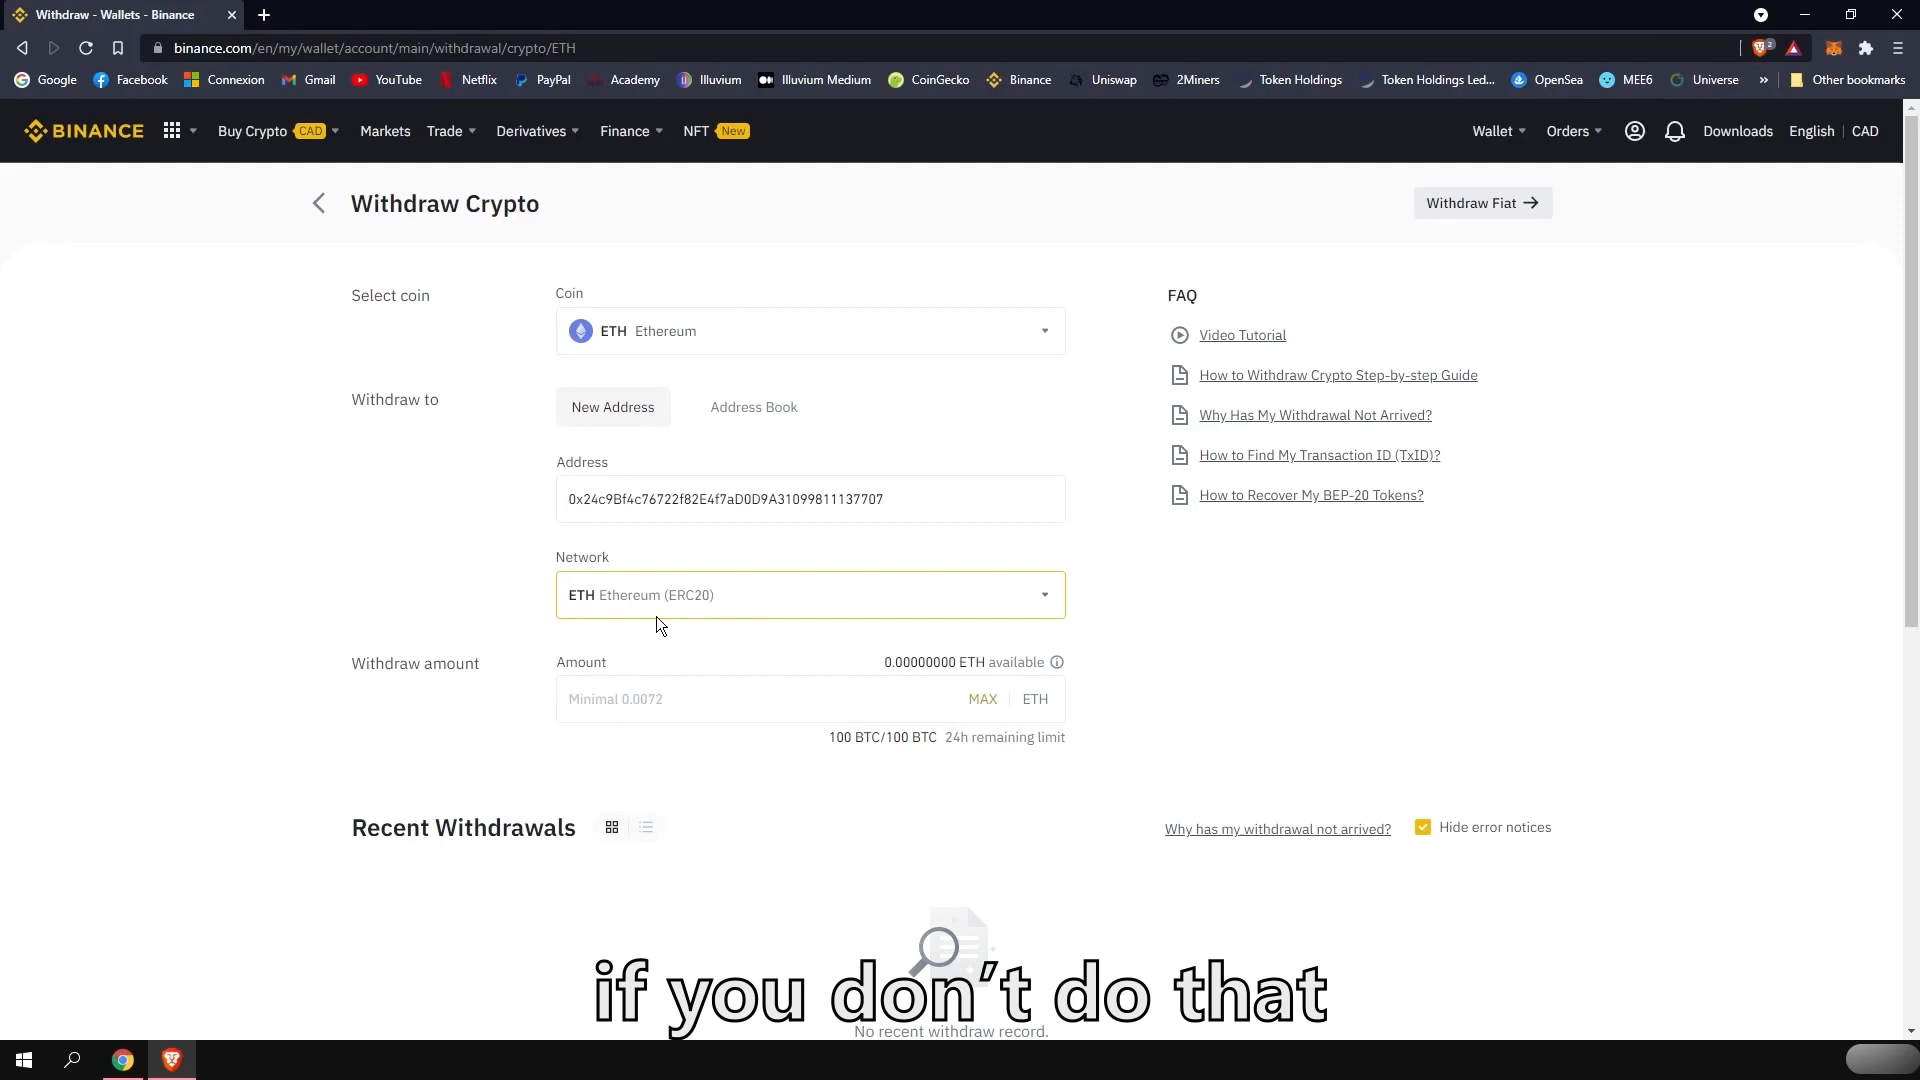 Withdraw - Wallets - Binance
binance.com/en/my/wallet/account/main/withdrawal/crypto/ETH
2
Google Facebook Connexion Gmail YouTube Netflix PayPal Academy Illuvium Illuvium Medium CoinGecko Binance Uniswap 2Miners Token Holdings Token Holdings Led... OpenSea MEE6 Universe » Other bookmarks
BINANCE Buy Crypto CAD Markets Trade Derivatives Finance NFT New Wallet Orders Downloads English CAD
Withdraw Crypto
Withdraw Fiat
Select coin
Coin
ETH Ethereum
Withdraw to
New Address Address Book
Address
0x24c9Bf4c76722f82E4f7aD0D9A31099811137707
Network
ETH Ethereum (ERC20)
Withdraw amount
Amount 0.00000000 ETH available
Minimal 0.0072 MAX ETH
100 BTC/100 BTC 24h remaining limit
FAQ
Video Tutorial
How to Withdraw Crypto Step-by-step Guide
Why Has My Withdrawal Not Arrived?
How to Find My Transaction ID (TxID)?
How to Recover My BEP-20 Tokens?
Recent Withdrawals
Why has my withdrawal not arrived? Hide error notices
if you don't do that
No recent withdraw record.